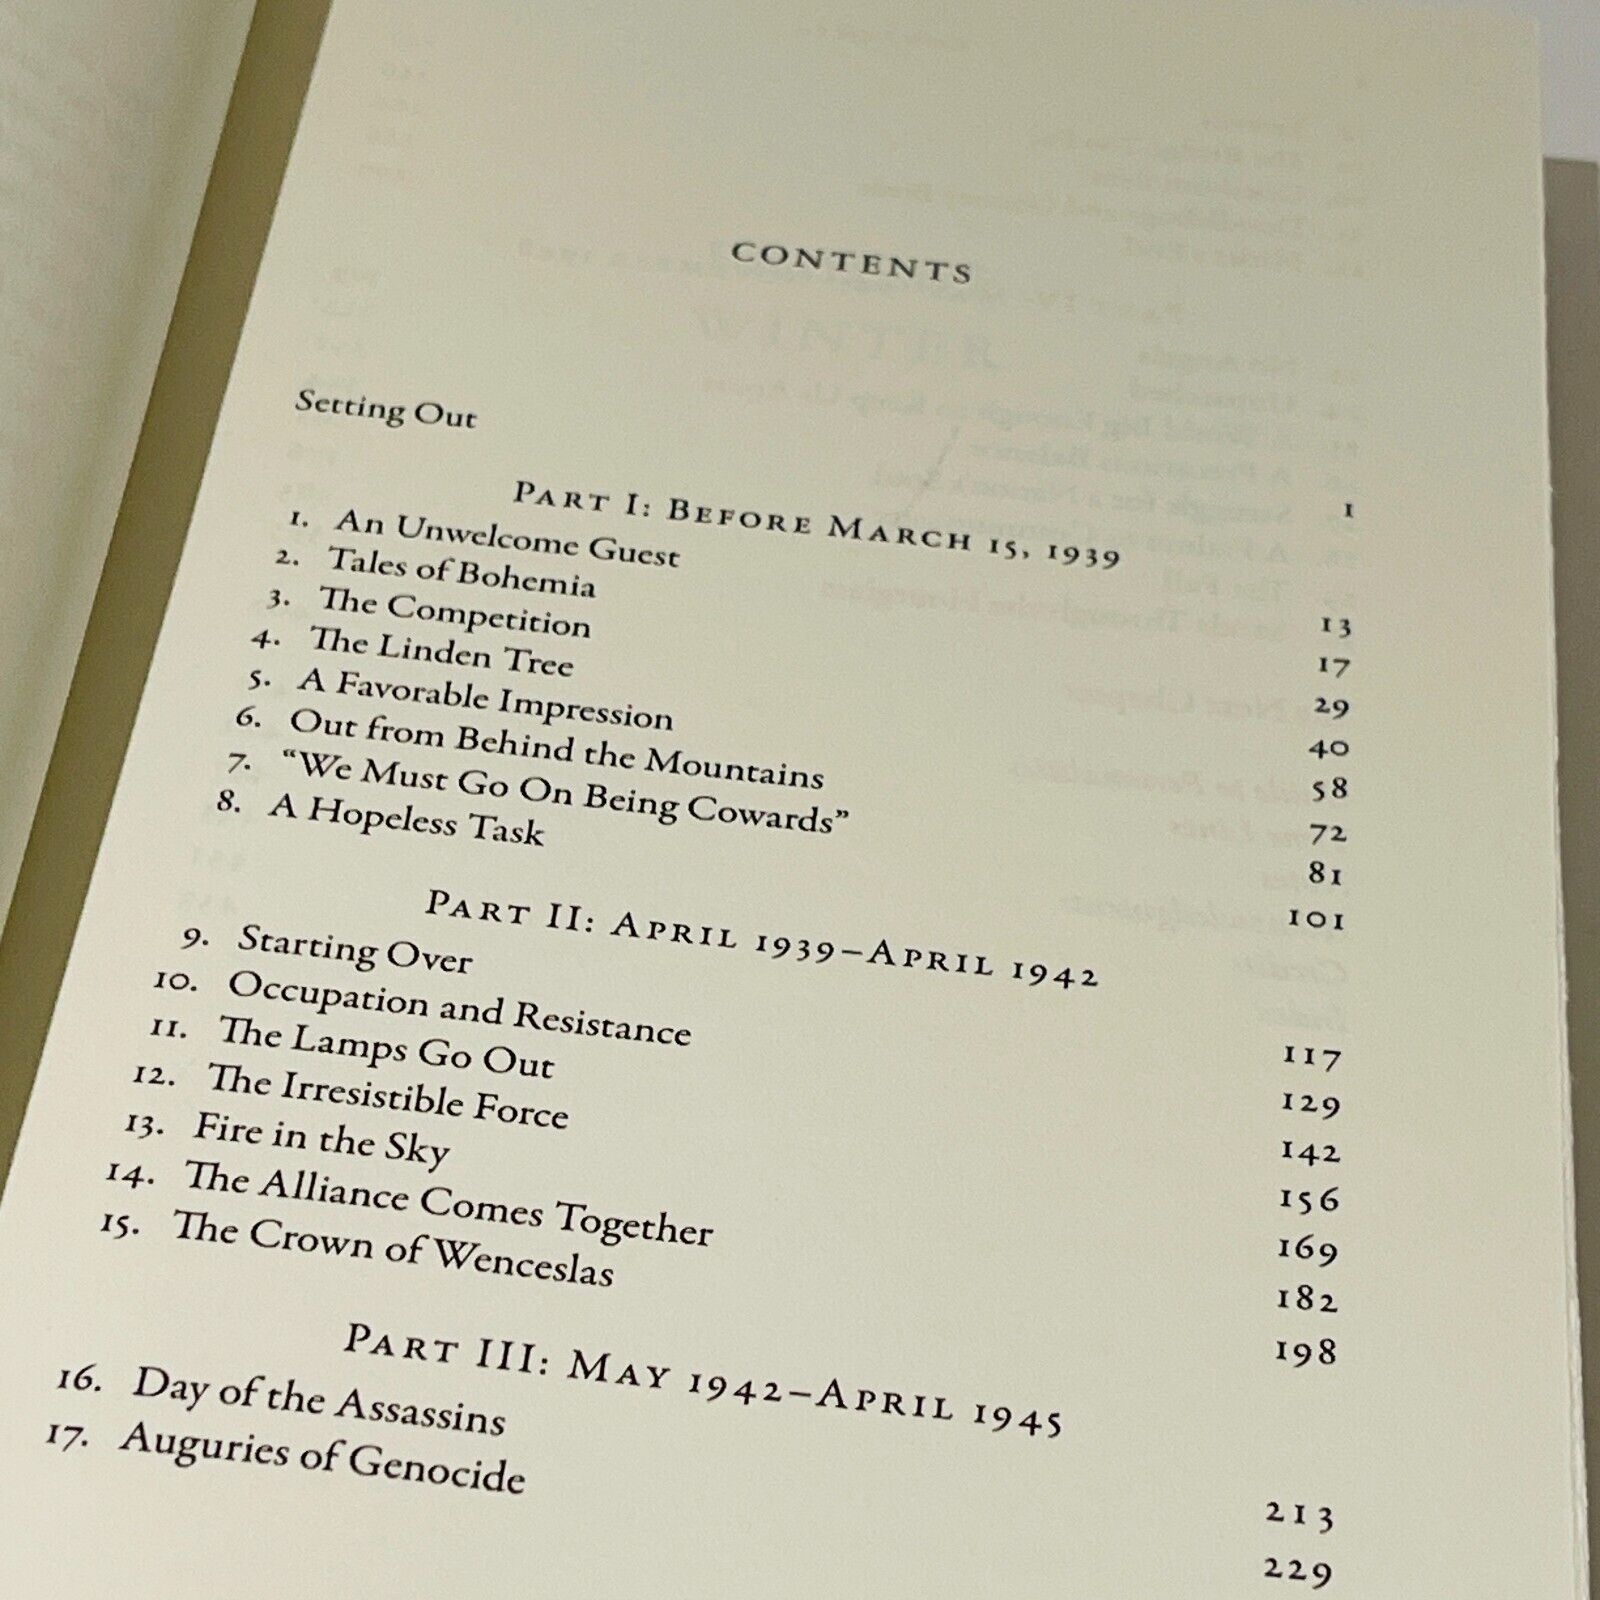 CONTENTS
Setting Out 1
PART I: BEFORE MARCH 15, 1939
1. An Unwelcome Guest 13
2. Tales of Bohemia 17
3. The Competition 29
4. The Linden Tree 40
5. A Favorable Impression 58
6. Out from Behind the Mountains 72
7. “We Must Go On Being Cowards” 81
8. A Hopeless Task 101
PART II: APRIL 1939–APRIL 1942
9. Starting Over 117
10. Occupation and Resistance 129
11. The Lamps Go Out 142
12. The Irresistible Force 156
13. Fire in the Sky 169
14. The Alliance Comes Together 182
15. The Crown of Wenceslas 198
PART III: MAY 1942–APRIL 1945
16. Day of the Assassins 213
17. Auguries of Genocide 229
WINTER